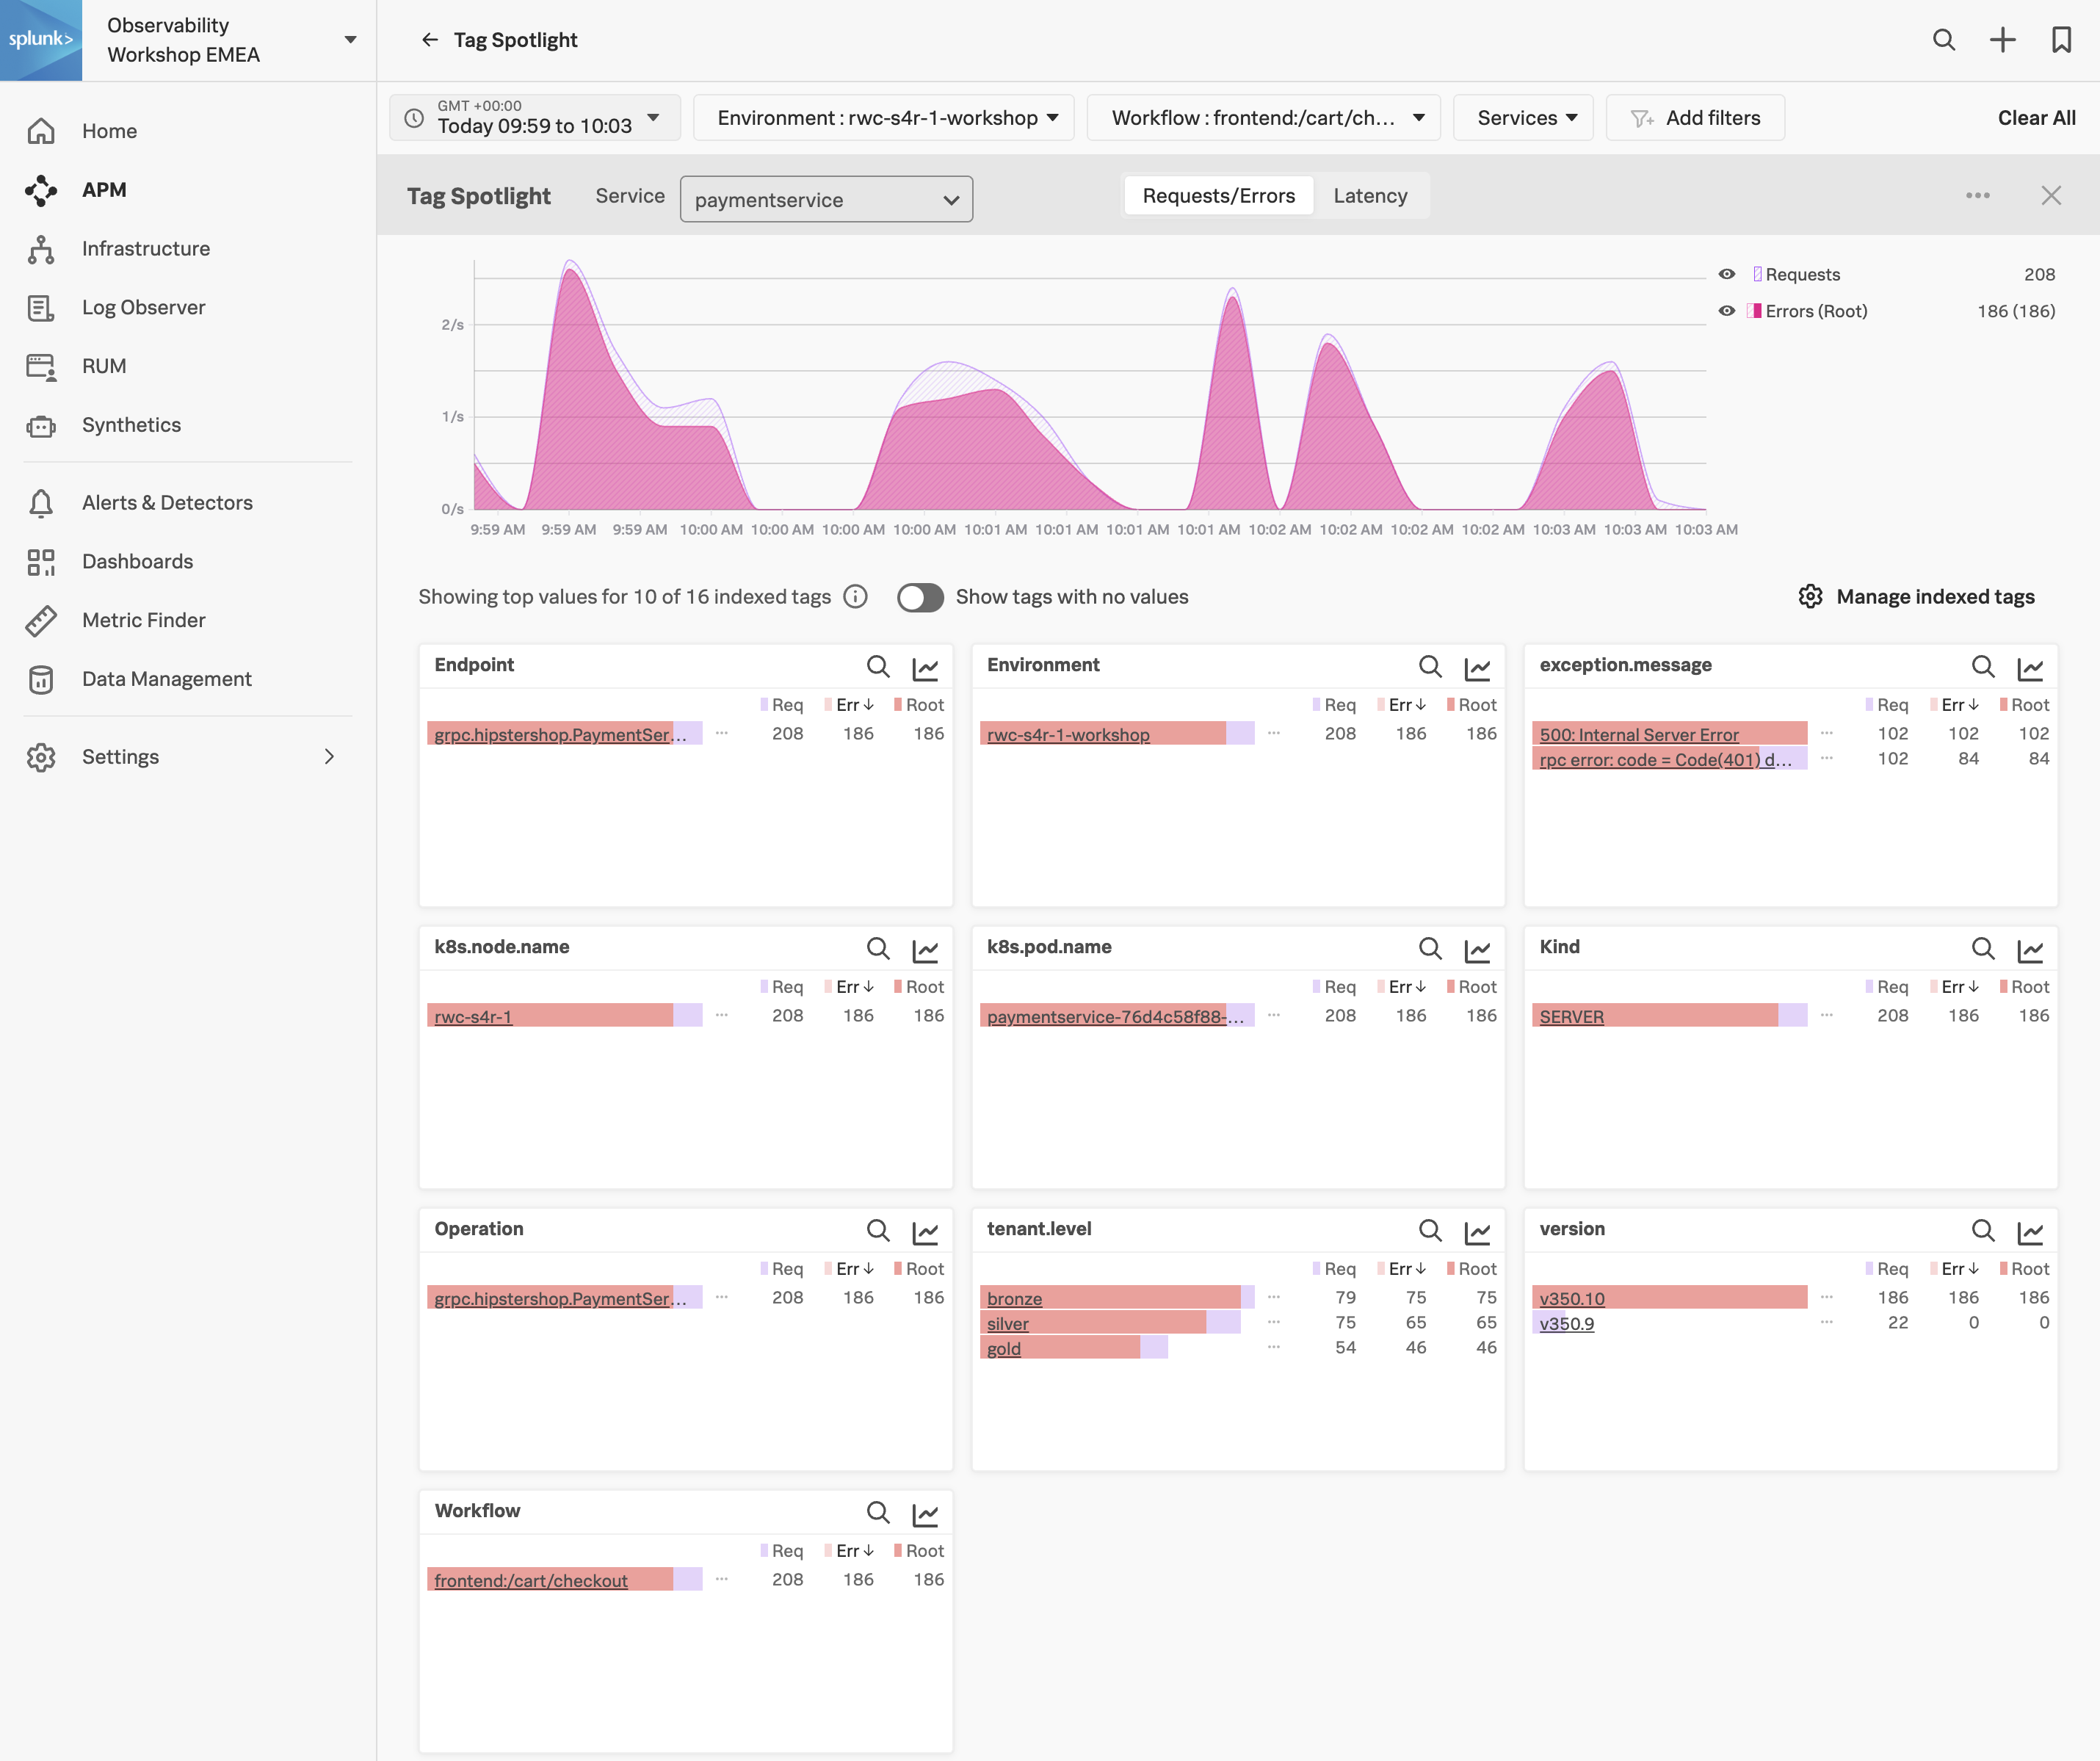 splunk>
Observability
Workshop EMEA
Tag Spotlight
Home
APM
Infrastructure
Log Observer
RUM
Synthetics
Alerts & Detectors
Dashboards
Metric Finder
Data Management
Settings
GMT +00:00
Today 09:59 to 10:03
Environment : rwc-s4r-1-workshop
Workflow : frontend:/cart/ch...
Services
Add filters
Clear All
Tag Spotlight
Service
paymentservice
Requests/Errors
Latency
Requests 208
Errors (Root) 186 (186)
2/s
1/s
0/s
9:59 AM 9:59 AM 9:59 AM 10:00 AM 10:00 AM 10:00 AM 10:00 AM 10:01 AM 10:01 AM 10:01 AM 10:01 AM 10:02 AM 10:02 AM 10:02 AM 10:02 AM 10:03 AM 10:03 AM 10:03 AM
Showing top values for 10 of 16 indexed tags
Show tags with no values
Manage indexed tags
Endpoint
Req Err↓ Root
grpc.hipstershop.PaymentSer... ... 208 186 186
Environment
Req Err↓ Root
rwc-s4r-1-workshop ... 208 186 186
exception.message
Req Err↓ Root
500: Internal Server Error ... 102 102 102
rpc error: code = Code(401) d... ... 102 84 84
k8s.node.name
Req Err↓ Root
rwc-s4r-1 ... 208 186 186
k8s.pod.name
Req Err↓ Root
paymentservice-76d4c58f88-... ... 208 186 186
Kind
Req Err↓ Root
SERVER ... 208 186 186
Operation
Req Err↓ Root
grpc.hipstershop.PaymentSer... ... 208 186 186
tenant.level
Req Err↓ Root
bronze ... 79 75 75
silver ... 75 65 65
gold ... 54 46 46
version
Req Err↓ Root
v350.10 ... 186 186 186
v350.9 ... 22 0 0
Workflow
Req Err↓ Root
frontend:/cart/checkout ... 208 186 186